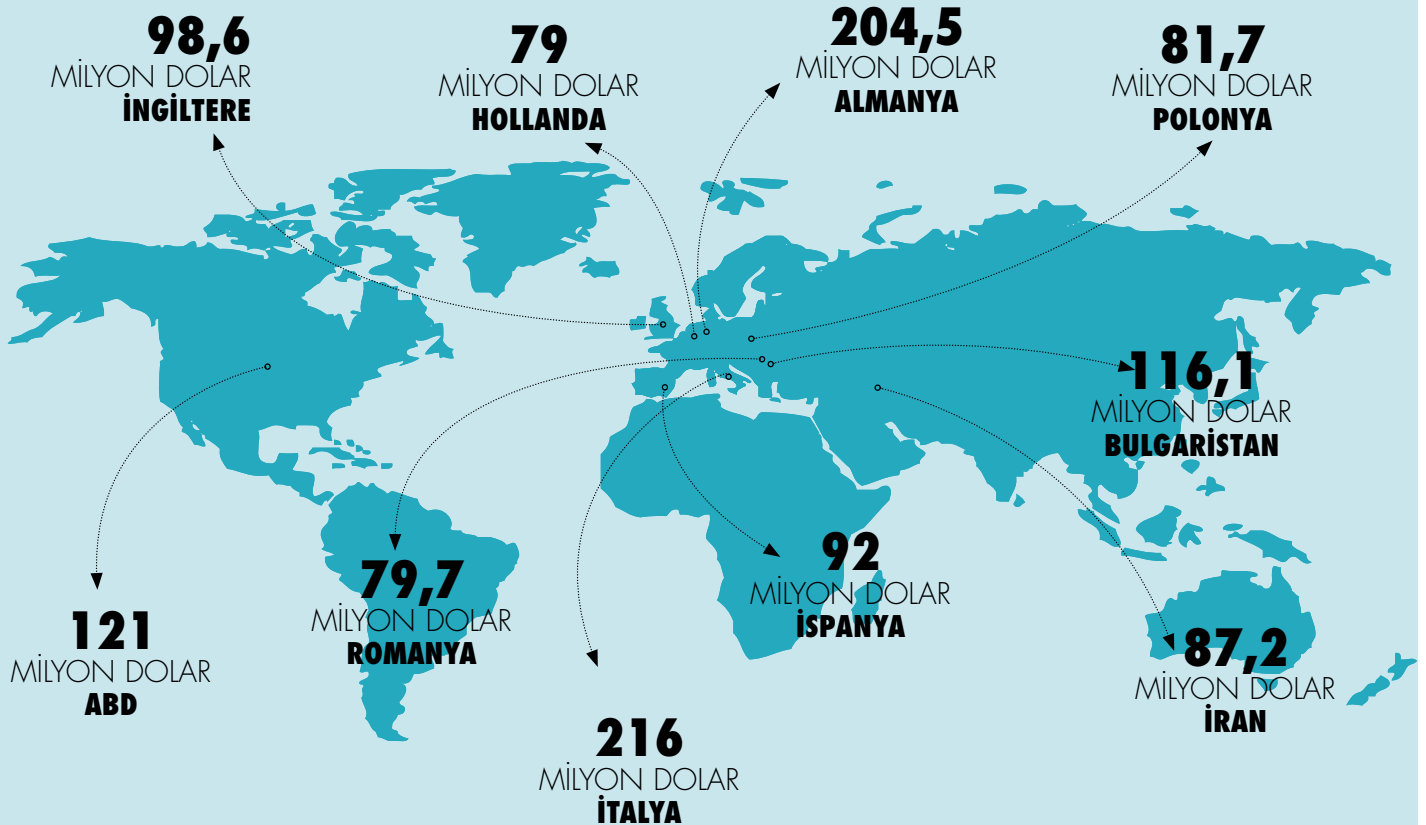 98,6
MİLYON DOLAR
İNGİLTERE
79
MİLYON DOLAR
HOLLANDA
204,5
MİLYON DOLAR
ALMANYA
81,7
MİLYON DOLAR
POLONYA
116,1
MİLYON DOLAR
BULGARİSTAN
121
MİLYON DOLAR
ABD
79,7
MİLYON DOLAR
ROMANYA
92
MİLYON DOLAR
İSPANYA
87,2
MİLYON DOLAR
İRAN
216
MİLYON DOLAR
İTALYA